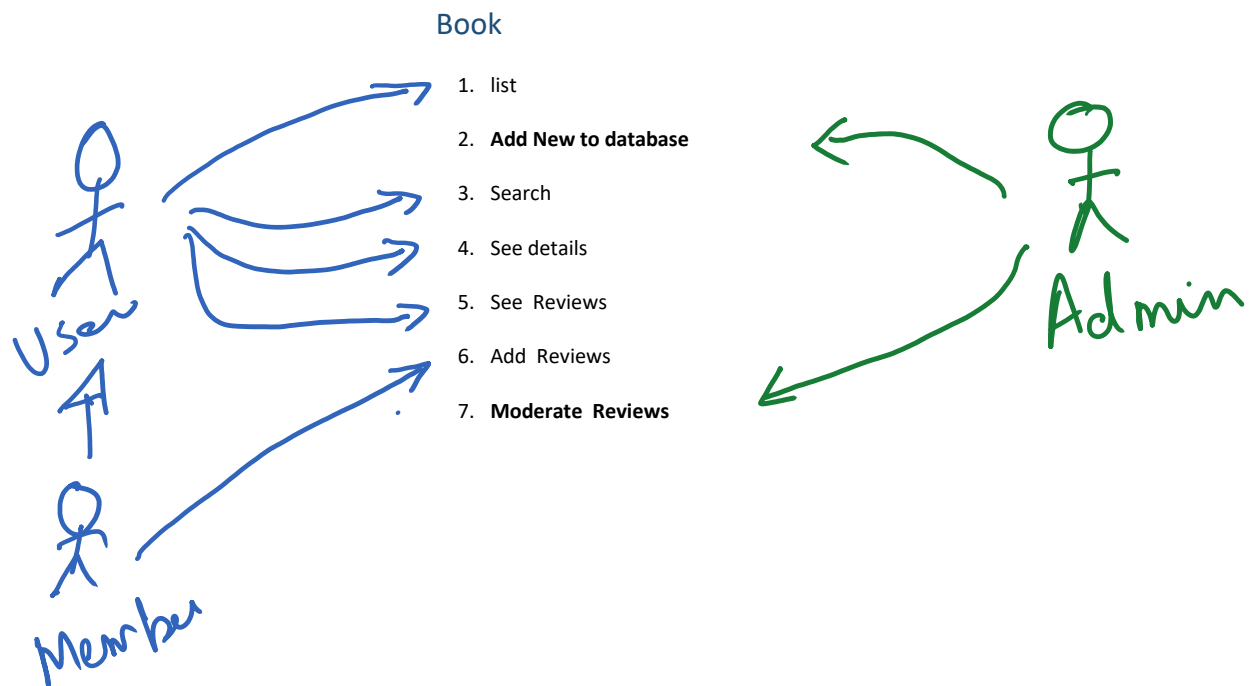 Book
1. list
2. Add New to database
3. Search
4. See details
5. See Reviews
6. Add Reviews
7. Moderate Reviews
User
Admin
Member